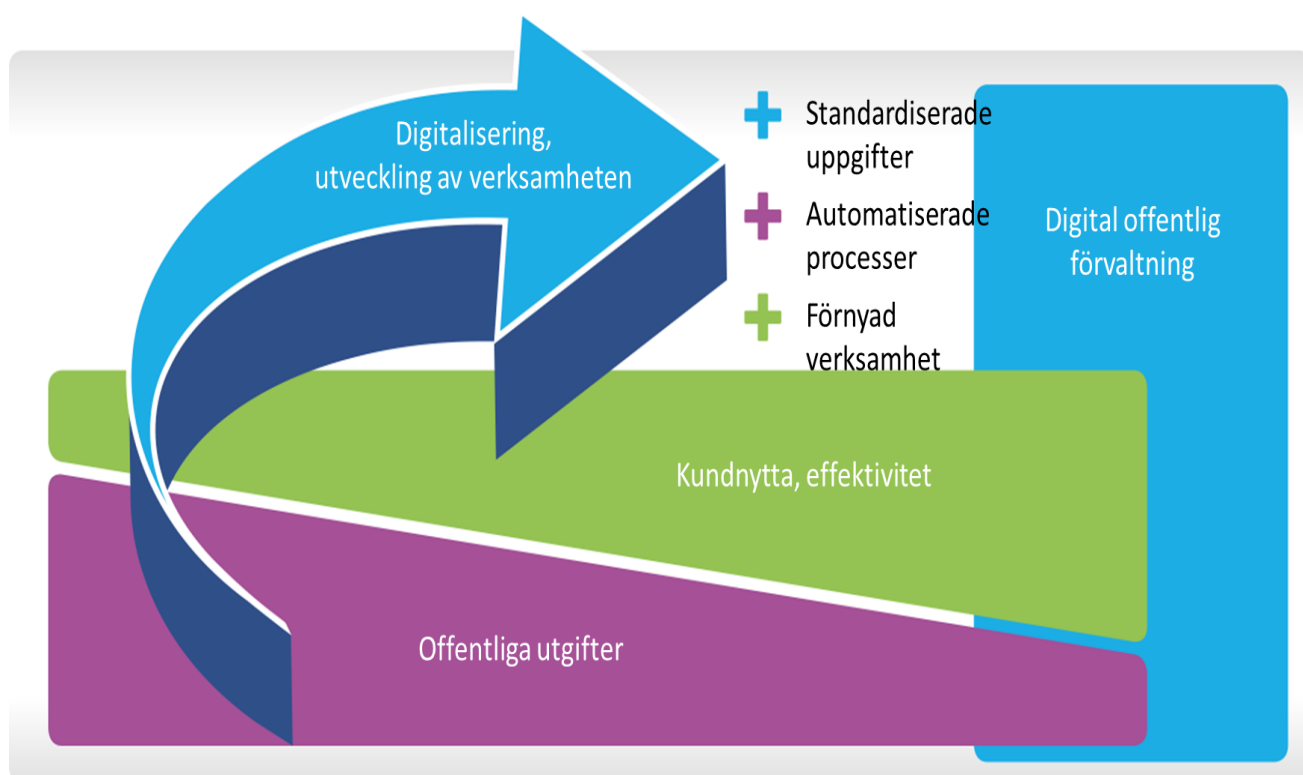 Digitalisering,
utveckling av verksamheten
Standardiserade
uppgifter
Automatiserade
processer
Förnyad
verksamhet
Digital offentlig
förvaltning
Kundnytta, effektivitet
Offentliga utgifter